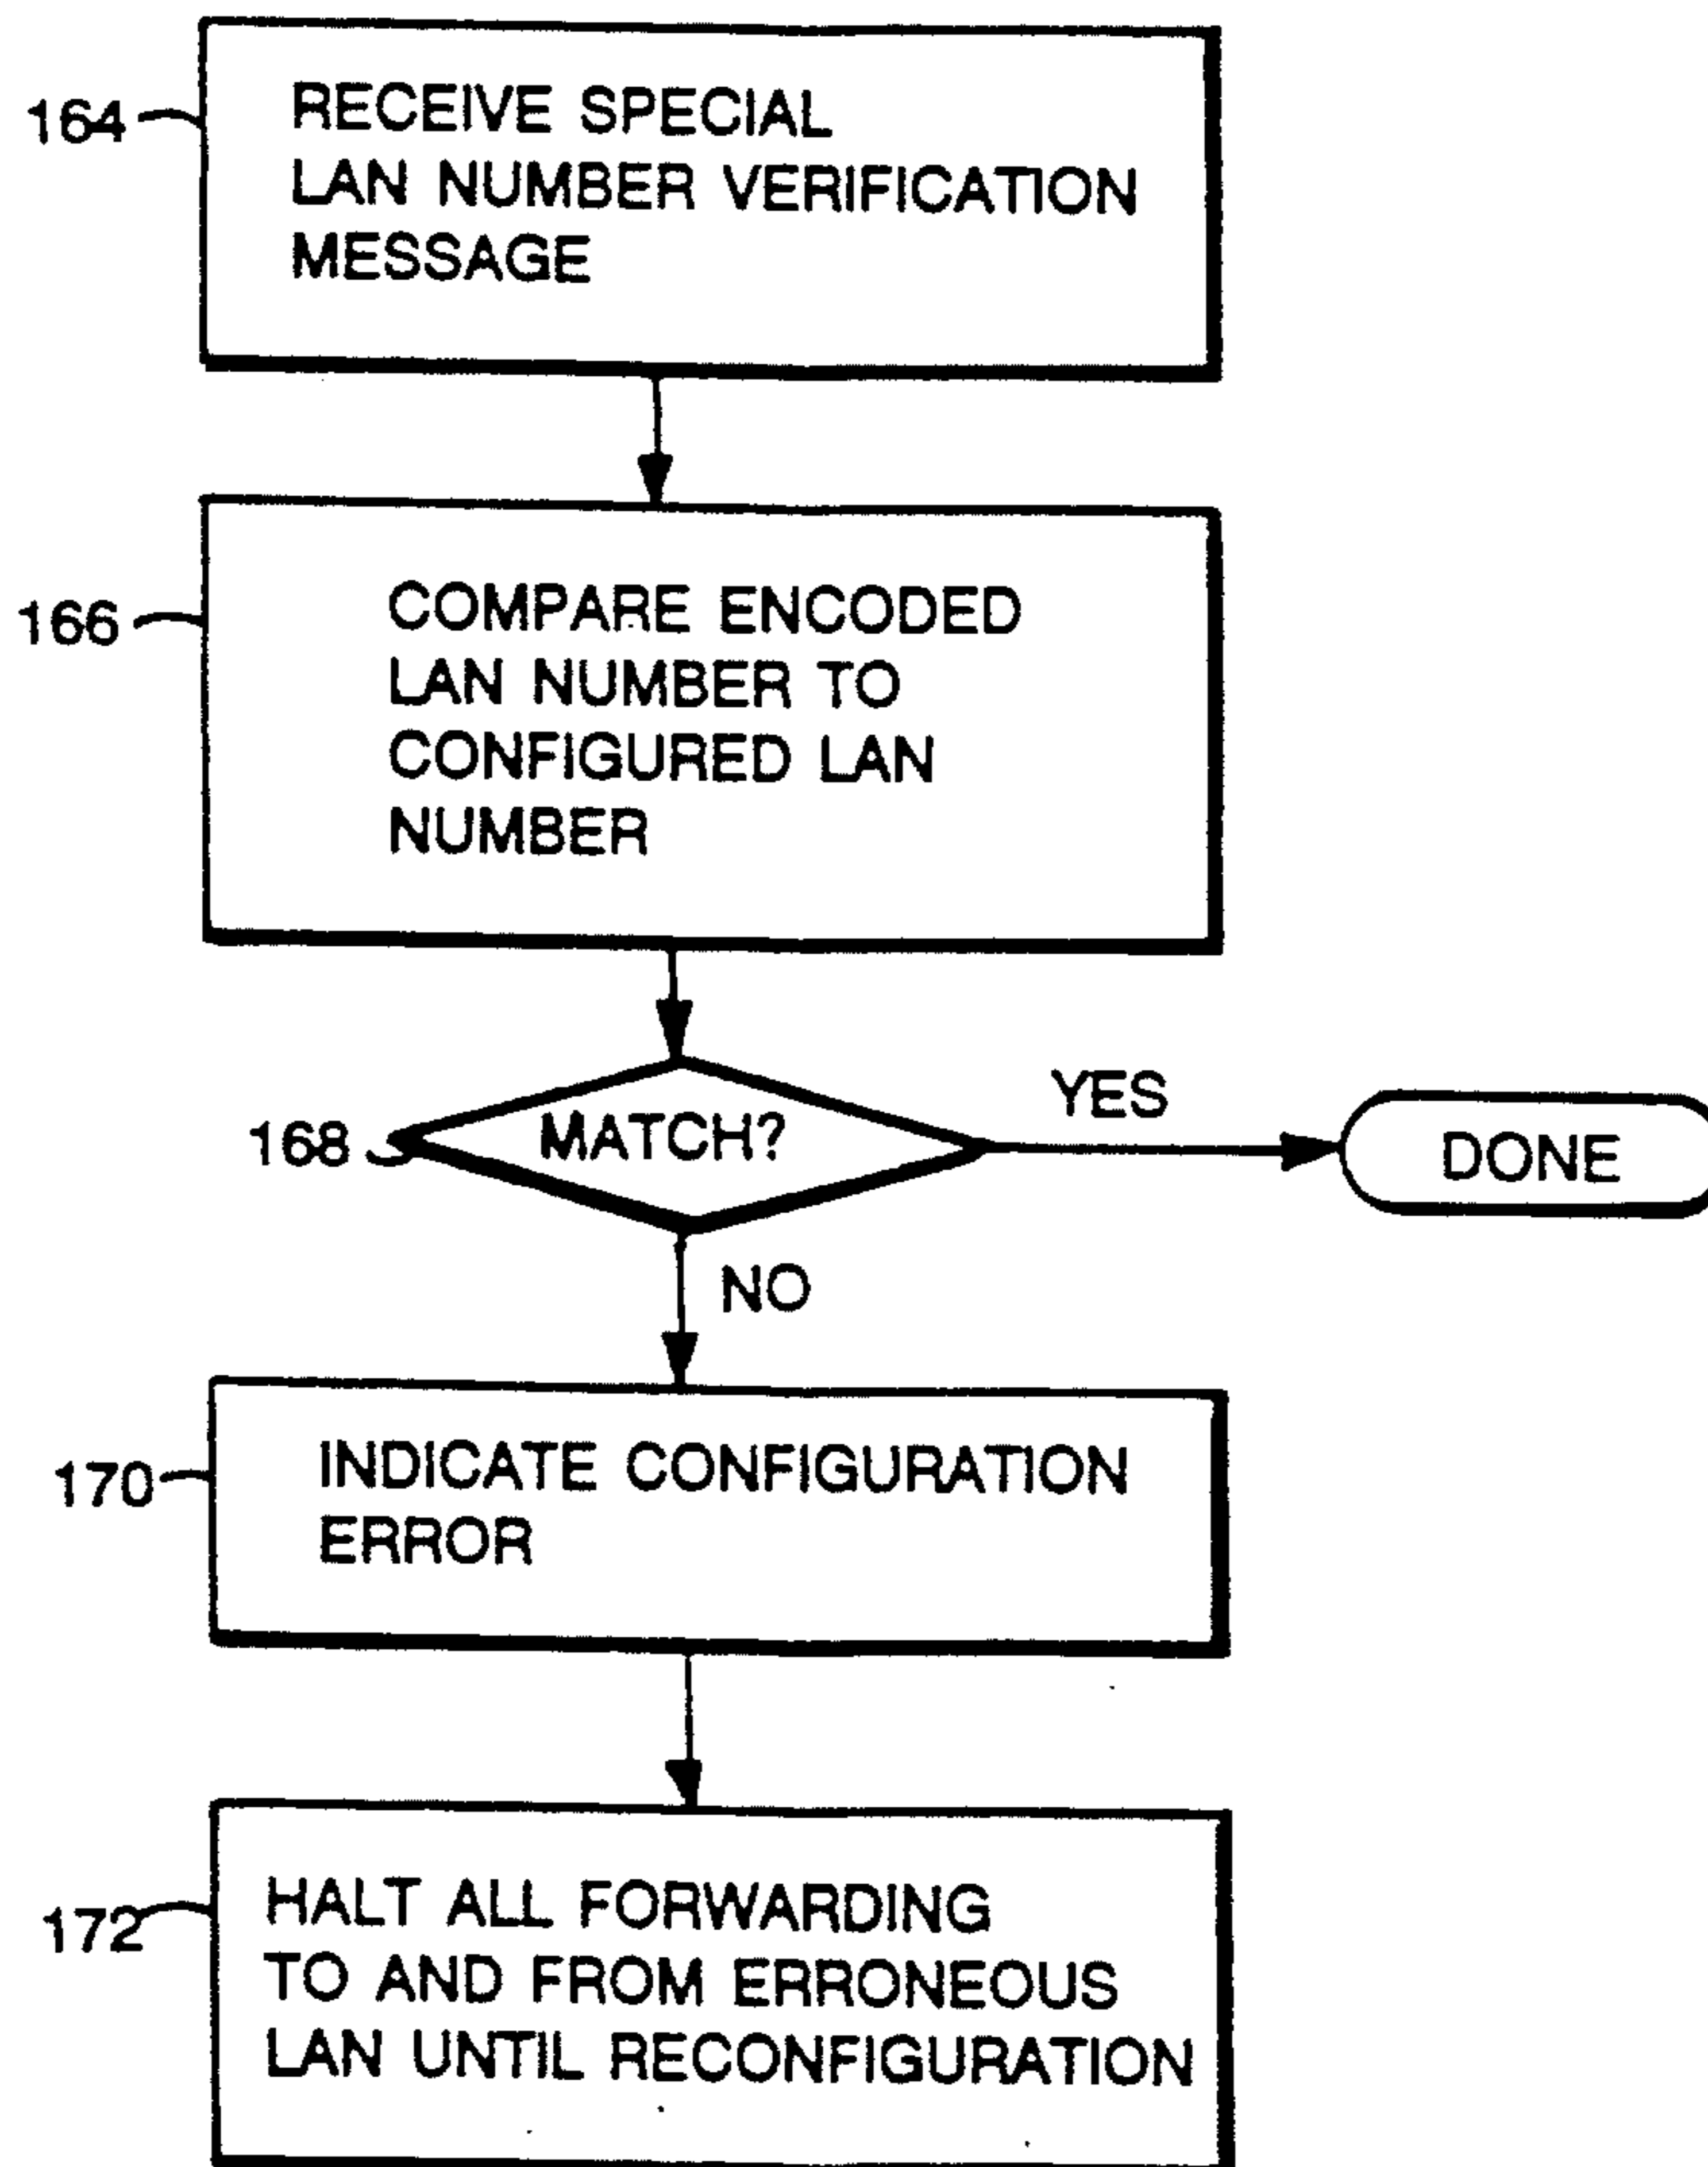 164
RECEIVE SPECIAL
LAN NUMBER VERIFICATION
MESSAGE
166
COMPARE ENCODED
LAN NUMBER TO
CONFIGURED LAN
NUMBER
168
MATCH?
YES
DONE
NO
170
INDICATE CONFIGURATION
ERROR
172
HALT ALL FORWARDING
TO AND FROM ERRONEOUS
LAN UNTIL RECONFIGURATION